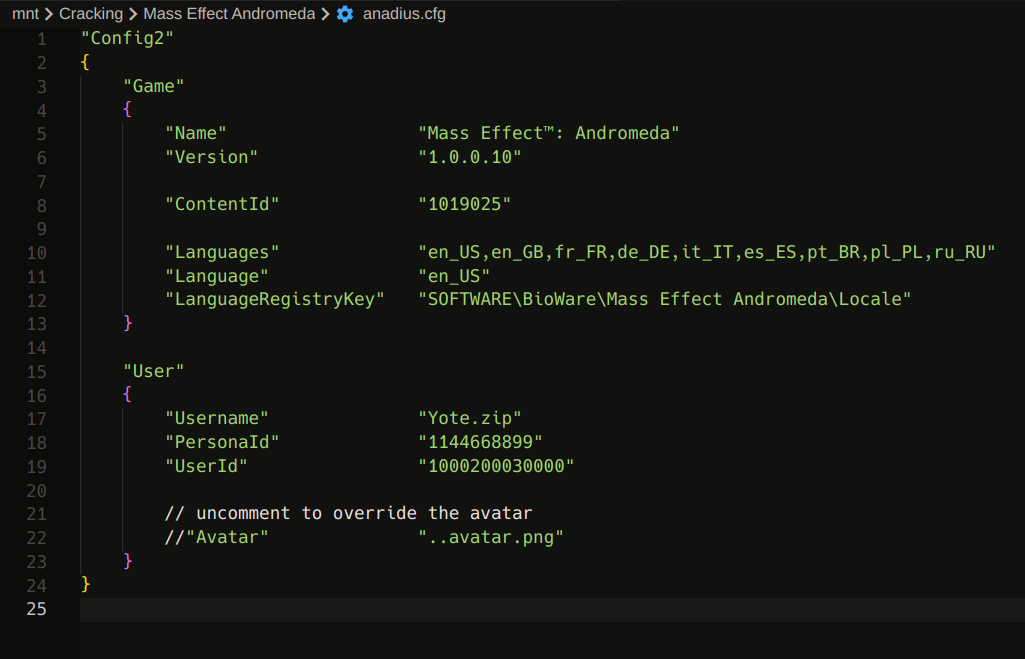 mnt > Cracking > Mass Effect Andromeda > anadius.cfg
1 "Config2"
2 {
3 "Game"
4 {
5 "Name" "Mass Effect™: Andromeda"
6 "Version" "1.0.0.10"
7
8 "ContentId" "1019025"
9
10 "Languages" "en_US,en_GB,fr_FR,de_DE,it_IT,es_ES,pt_BR,pl_PL,ru_RU"
11 "Language" "en_US"
12 "LanguageRegistryKey" "SOFTWARE\BioWare\Mass Effect Andromeda\Locale"
13 }
14
15 "User"
16 {
17 "Username" "Yote.zip"
18 "PersonaId" "1144668899"
19 "UserId" "1000200030000"
20
21 // uncomment to override the avatar
22 //"Avatar" "..avatar.png"
23 }
24 }
25